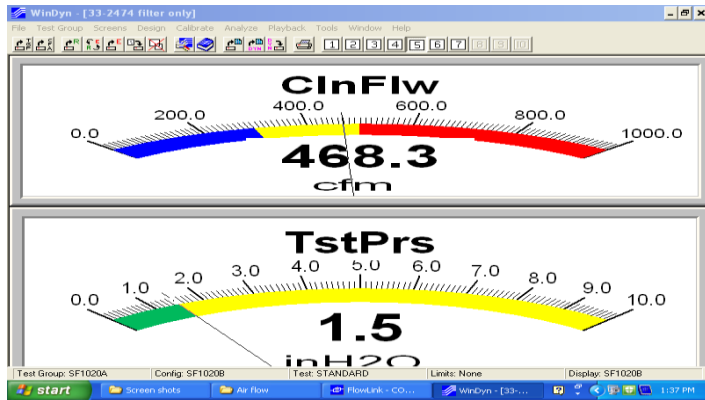 WinDyn - [33-2474 filter only]
File Test Group Screens Design Calibrate Analyze Playback Tools Window Help
1 2 3 4 5 6 7 8 9 10
ClnFlw
0.0 200.0 400.0 600.0 800.0 1000.0
468.3
cfm
TstPrs
0.0 1.0 2.0 3.0 4.0 5.0 6.0 7.0 8.0 9.0 10.0
1.5
inH2O
Test Group: SF1020A Config: SF1020B Test: STANDARD Limits: None Display: SF1020B
start Screen shots Air flow FlowLink - CO... WinDyn - [33-... 1:37 PM